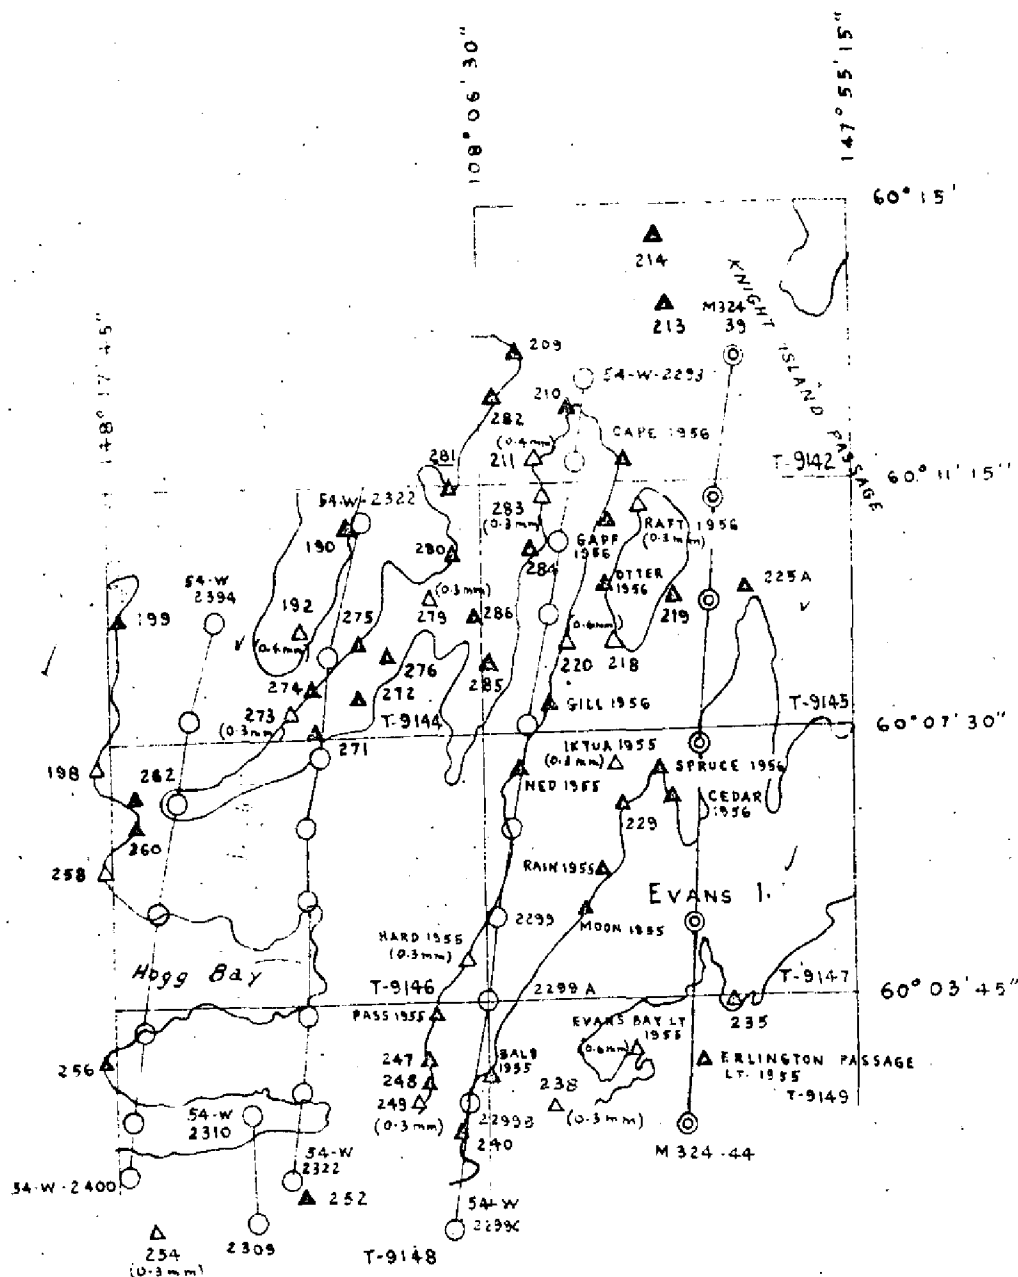 108° 06' 30"
147° 55' 15"
60° 15'
214
KNIGHT ISLAND PASSAGE
213
M324
39
148° 17' 45"
209
54-W-2293
210
282
CAPE 1956
(0.4mm)
211
281
T-9142
60° 11' 15"
54-W-2322
283
(0.3mm)
RAFT 1956
(0.3mm)
190
GAPE
1956
280
284
OTTER
1956
225A
54-W
2394
199
192
(0.4mm)
275
(0.3mm)
279
286
219
(0.6mm)
276
285
220
218
274
272
GILL 1956
T-9145
273
(0.3mm)
T-9144
271
60° 07' 30"
IKTUA 1955
(0.3mm)
198
262
NED 1955
SPRUCE 1956
CEDAR
1956
229
260
258
RAIN 1955
EVANS I.
MOON 1955
2299
HARD 1955
(0.3mm)
Hogg Bay
T-9146
2299A
T-9147
60° 03' 45"
PASS 1955
EVANS BAY LT
1955
(0.6mm)
235
256
247
BALD
1955
ERLINGTON PASSAGE
LT. 1955
248
238
249
(0.3mm)
(0.3mm)
T-9149
54-W
2310
2299B
240
M 324-44
54-W
2322
54-W-2400
252
54-W
2299C
254
(0.3mm)
2309
T-9148